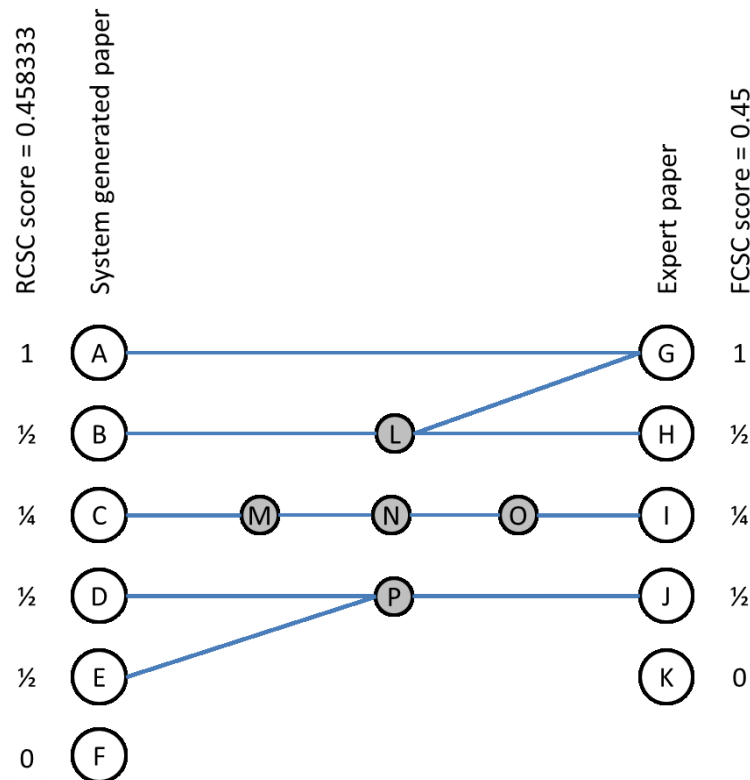 RCSC score = 0.458333
System generated paper
Expert paper
FCSC score = 0.45
1 A G 1
½ B L H ½
¼ C M N O I ¼
½ D P J ½
½ E K 0
0 F